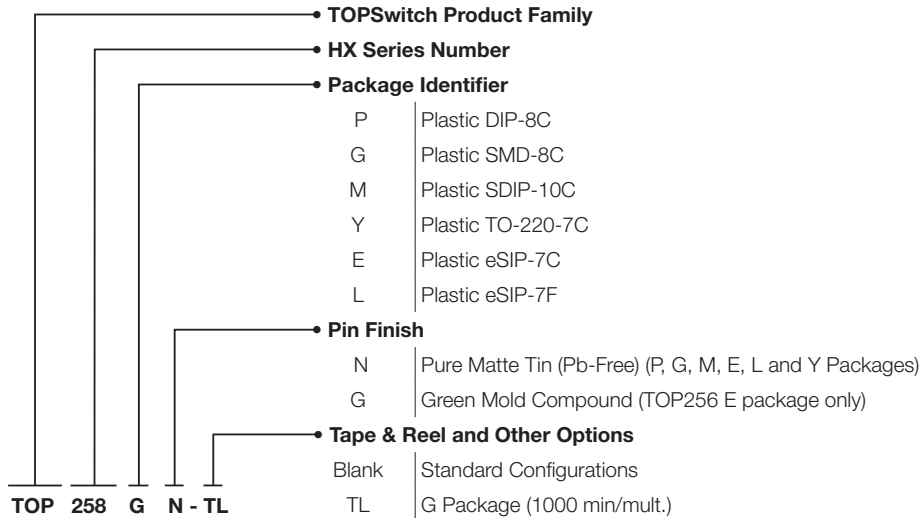 TOPSwitch Product Family
HX Series Number
Package Identifier
P Plastic DIP-8C
G Plastic SMD-8C
M Plastic SDIP-10C
Y Plastic TO-220-7C
E Plastic eSIP-7C
L Plastic eSIP-7F
Pin Finish
N Pure Matte Tin (Pb-Free) (P, G, M, E, L and Y Packages)
G Green Mold Compound (TOP256 E package only)
Tape & Reel and Other Options
Blank Standard Configurations
TL G Package (1000 min/mult.)
TOP 258 G N - TL